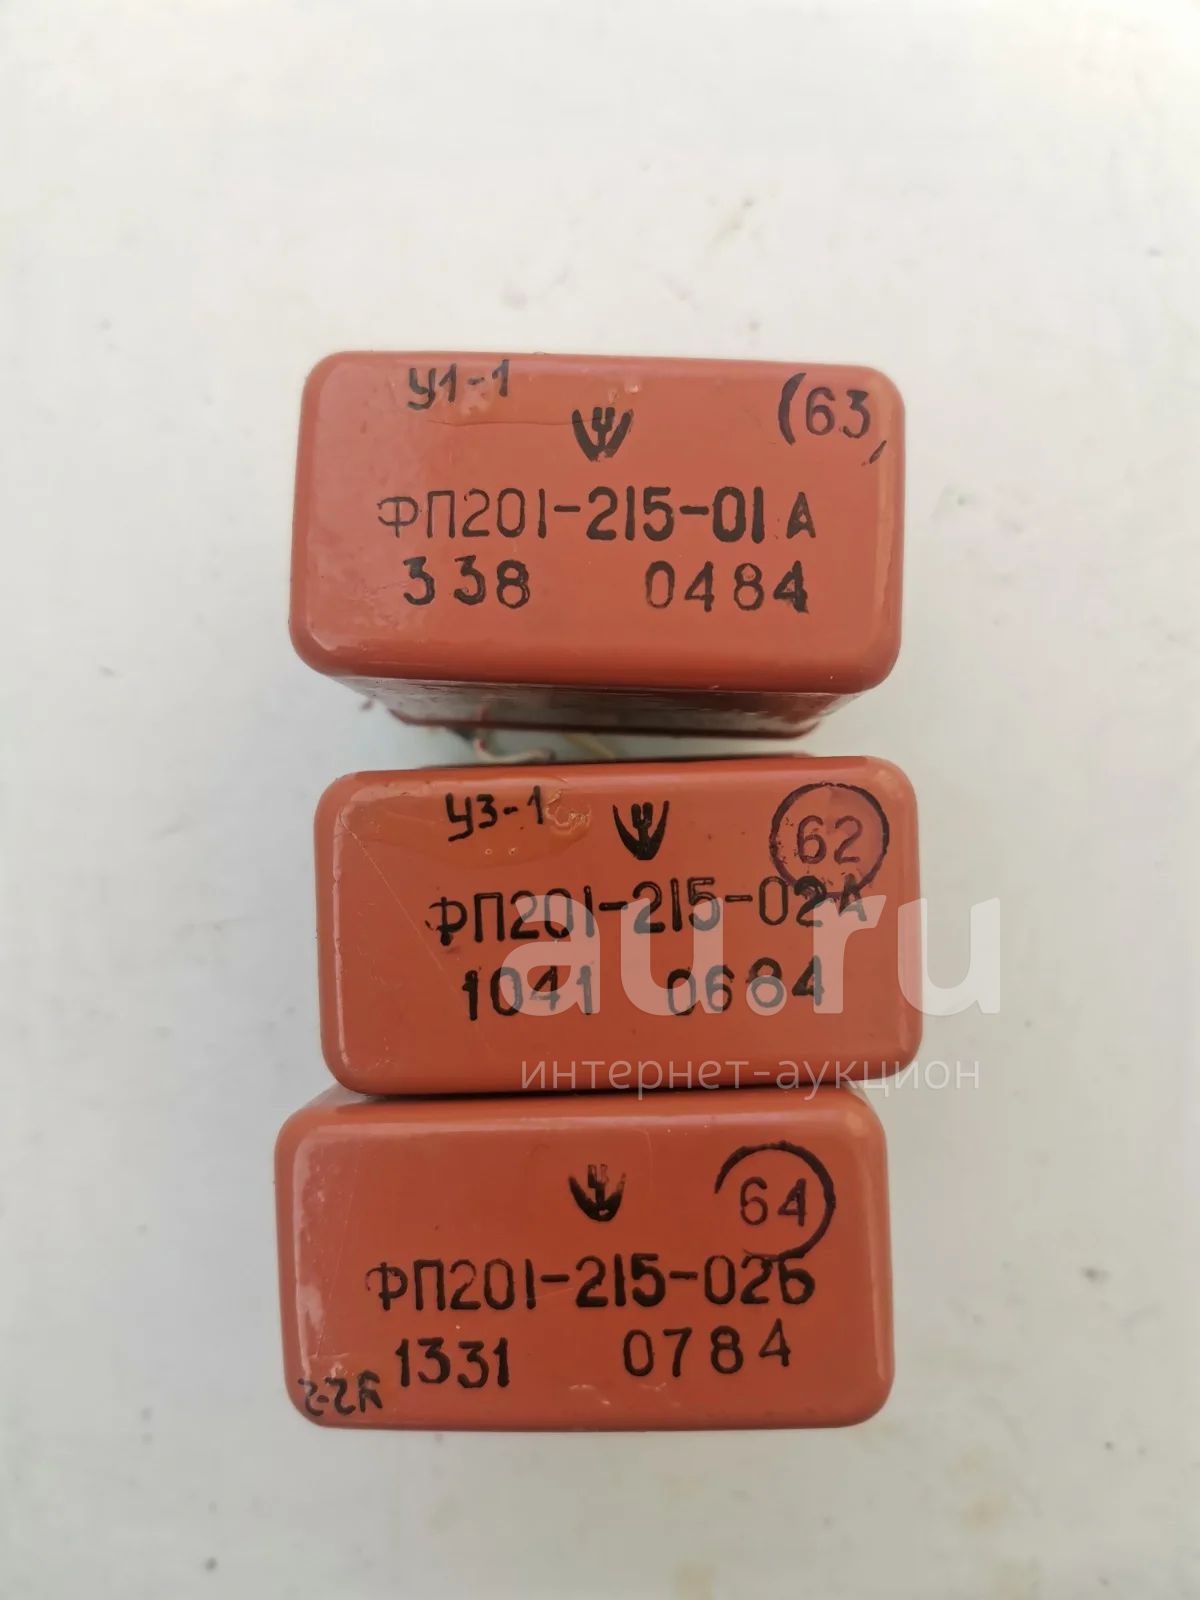 У1-1
(63)
ФП201-215-01А
338 0484
У3-1
62
ФП201-215-02А
1041 0684
au.ru
интернет-аукцион
64
ФП201-215-02Б
1331 0784
У2-2